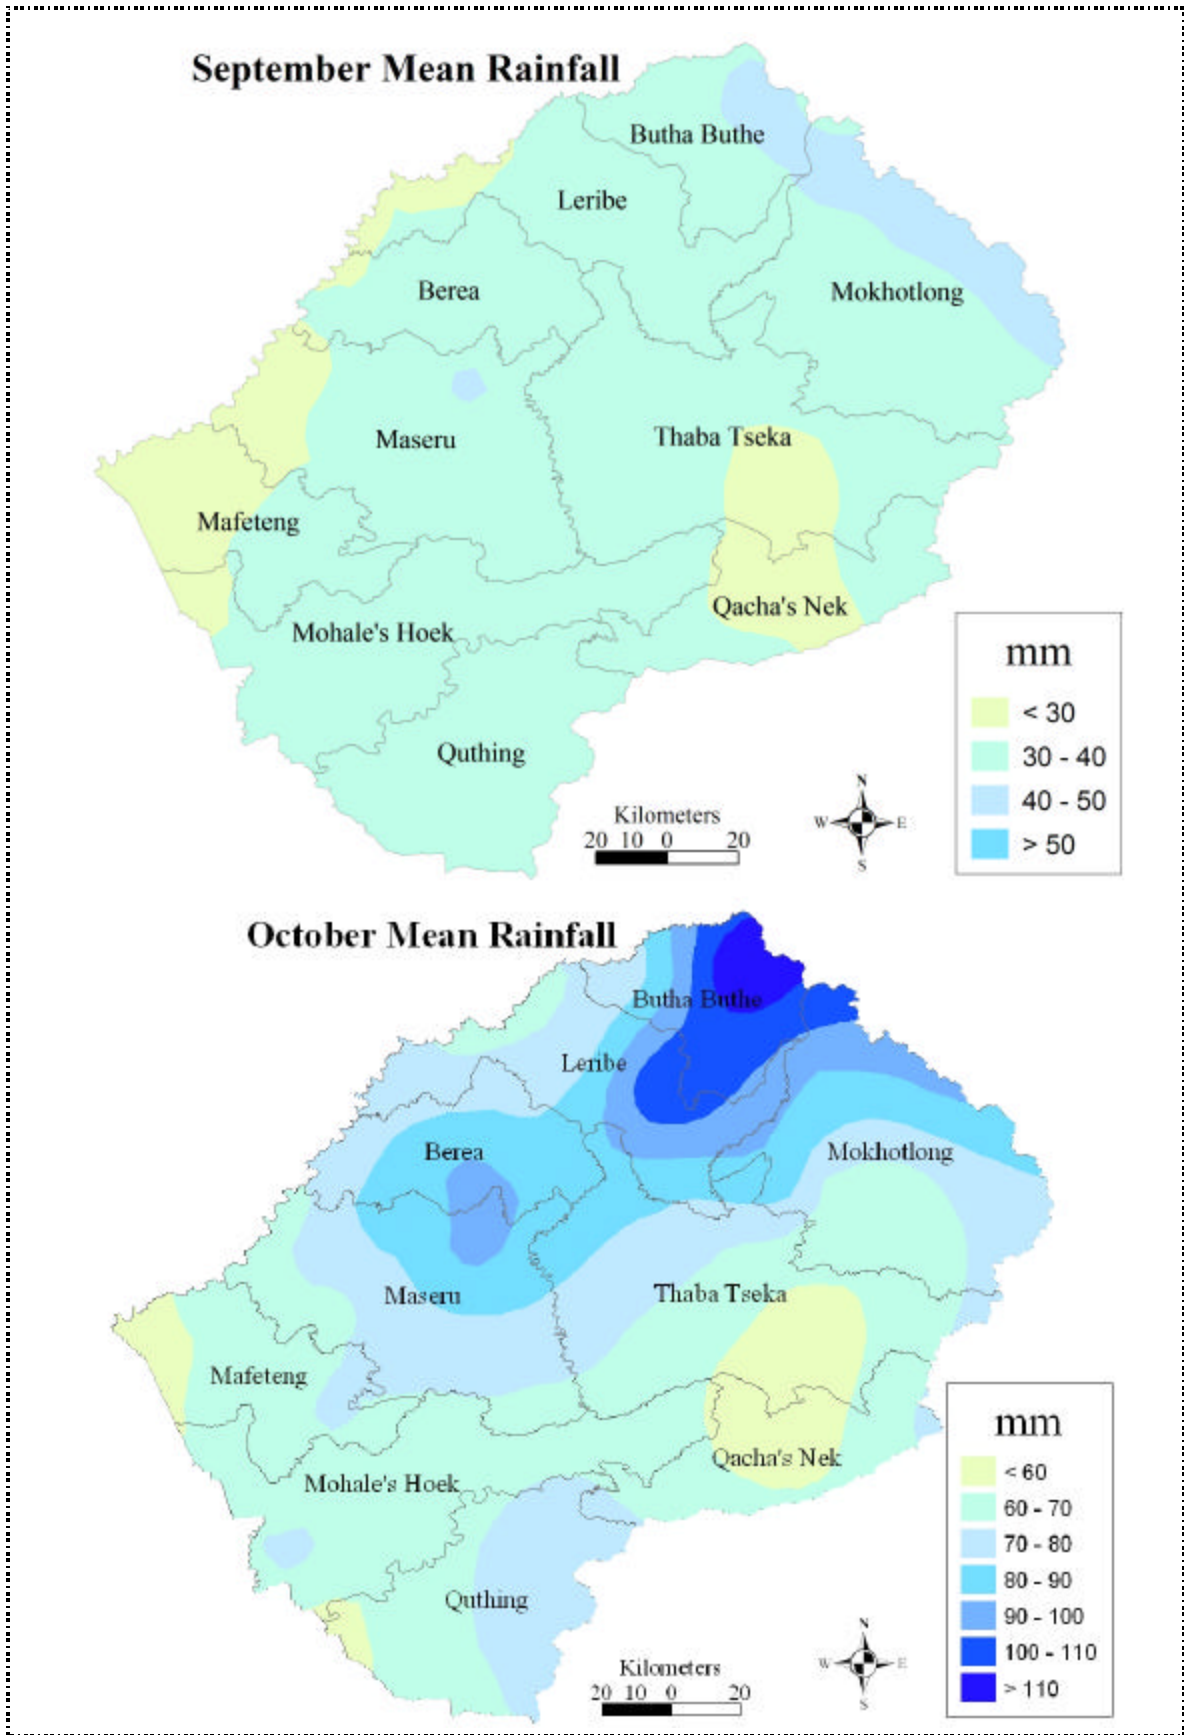 September Mean Rainfall
Butha Buthe
Leribe
Berea
Mokhotlong
Maseru
Thaba Tseka
Mafeteng
Qacha's Nek
Mohale's Hoek
Quthing
Kilometers
20 10 0 20
N
W E
S
mm
< 30
30 - 40
40 - 50
> 50
October Mean Rainfall
Butha Buthe
Leribe
Berea
Mokhotlong
Maseru
Thaba Tseka
Mafeteng
Qacha's Nek
Mohale's Hoek
Quthing
Kilometers
20 10 0 20
N
W E
S
mm
< 60
60 - 70
70 - 80
80 - 90
90 - 100
100 - 110
> 110